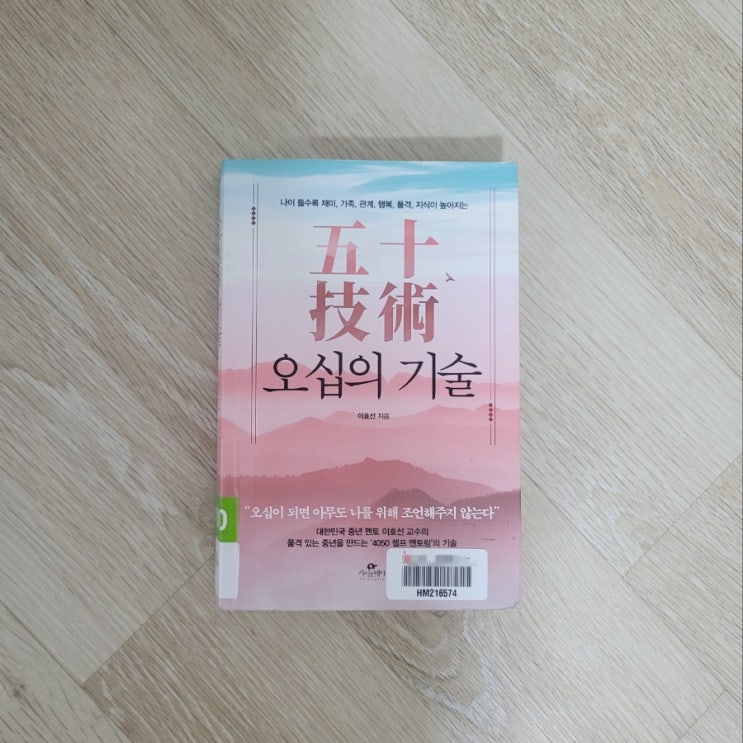 나이 들수록 재미, 가족, 관계, 행복, 품격, 지식이 높아지는
五十
技術
오십의 기술
이호선 지음
“오십이 되면 아무도 나를 위해 조언해주지 않는다”
대한민국 중년 멘토 이호선 교수의
품격 있는 중년을 만드는 ‘4050 셀프 멘토링’의 기술
HM216574